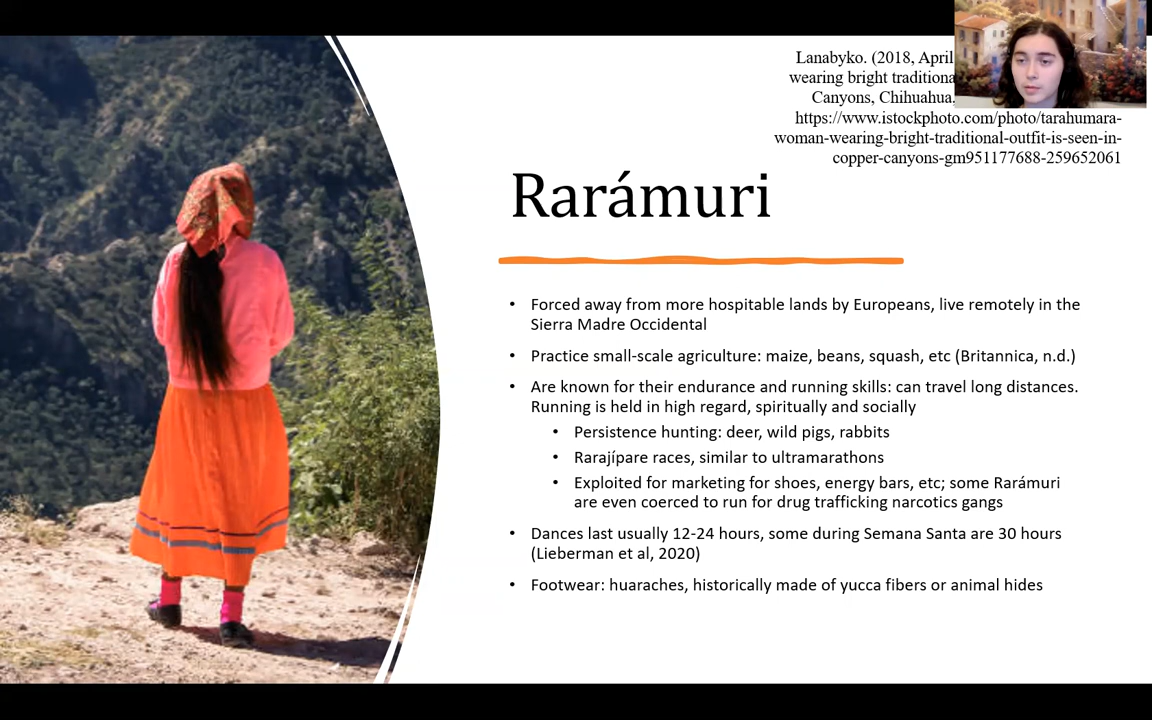 Lanabyko. (2018, April
wearing bright traditiona
Canyons, Chihuahua.
https://www.istockphoto.com/photo/tarahumara-
woman-wearing-bright-traditional-outfit-is-seen-in-
copper-canyons-gm951177688-259652061
Rarámuri
• Forced away from more hospitable lands by Europeans, live remotely in the
Sierra Madre Occidental
• Practice small-scale agriculture: maize, beans, squash, etc (Britannica, n.d.)
• Are known for their endurance and running skills: can travel long distances.
Running is held in high regard, spiritually and socially
• Persistence hunting: deer, wild pigs, rabbits
• Rarajípare races, similar to ultramarathons
• Exploited for marketing for shoes, energy bars, etc; some Rarámuri
are even coerced to run for drug trafficking narcotics gangs
• Dances last usually 12-24 hours, some during Semana Santa are 30 hours
(Lieberman et al, 2020)
• Footwear: huaraches, historically made of yucca fibers or animal hides